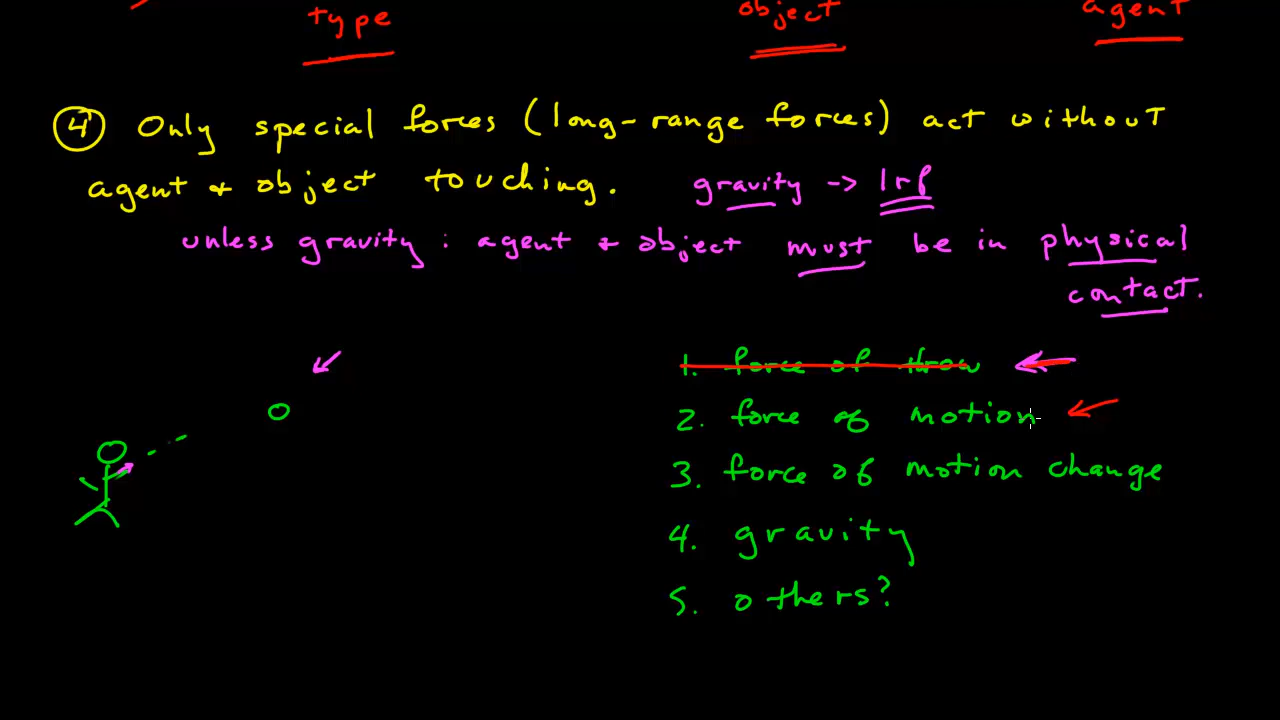 type object agent
④ Only special forces (long-range forces) act without
agent & object touching. gravity -> lrf
unless gravity: agent & object must be in physical
contact.
1. force of throw
2. force of motion
3. force of motion change
4. gravity
5. others?